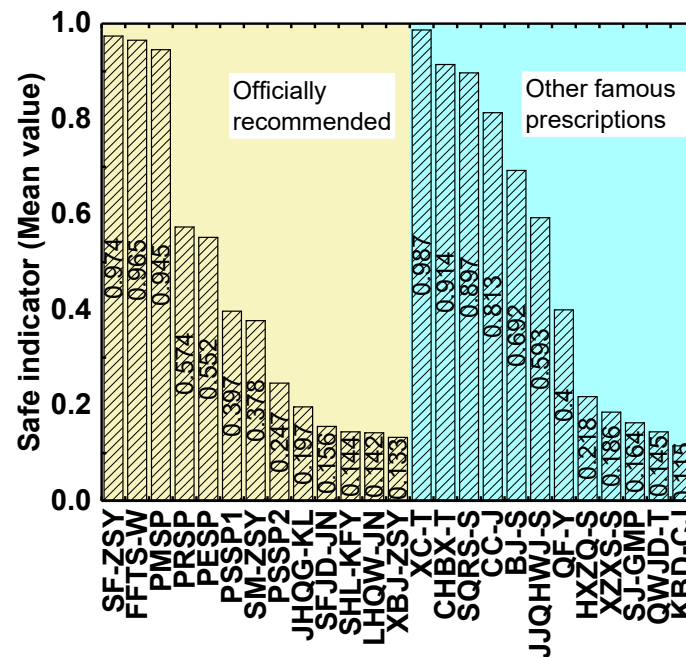 Safe indicator (Mean value)
1.0
0.8
0.6
0.4
0.2
0.0
Officially
recommended
Other famous
prescriptions
0.974
0.965
0.945
0.574
0.552
0.397
0.378
0.247
0.197
0.156
0.144
0.142
0.133
0.987
0.914
0.897
0.813
0.692
0.593
0.4
0.218
0.186
0.164
0.145
0.115
SF-ZSY
FFTS-W
PMSP
PRSP
PESP
PSSP1
SM-ZSY
PSSP2
JHQG-KL
SFJD-JN
SHL-KFY
LHQW-JN
XBJ-ZSY
XC-T
CHBX-T
SQRS-S
CC-J
BJ-S
JJQHWJ-S
QF-Y
HXZQ-S
XZXS-S
SJ-GMP
QWJD-T
KBD-C-J